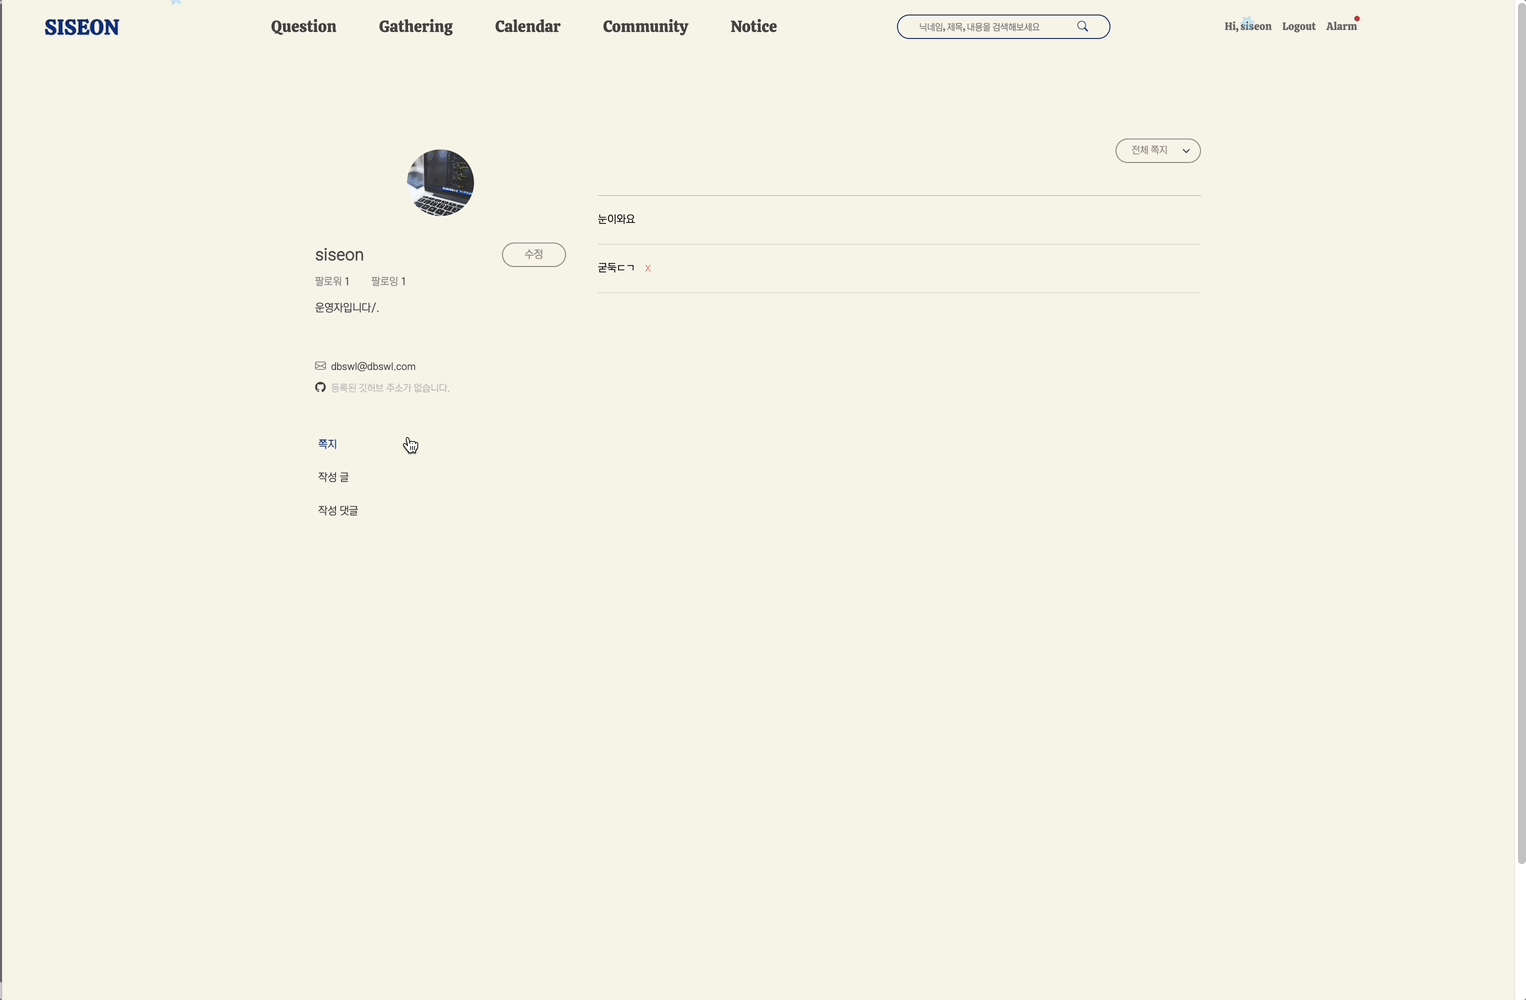 SISEON
Question Gathering Calendar Community Notice
닉네임, 제목, 내용을 검색해보세요
Hi, siseon Logout Alarm
전체 쪽지
눈이와요
굳둑ㄷㄱ x
siseon
수정
팔로워 1 팔로잉 1
운영자입니다/.
dbswl@dbswl.com
등록된 깃허브 주소가 없습니다.
쪽지
작성 글
작성 댓글